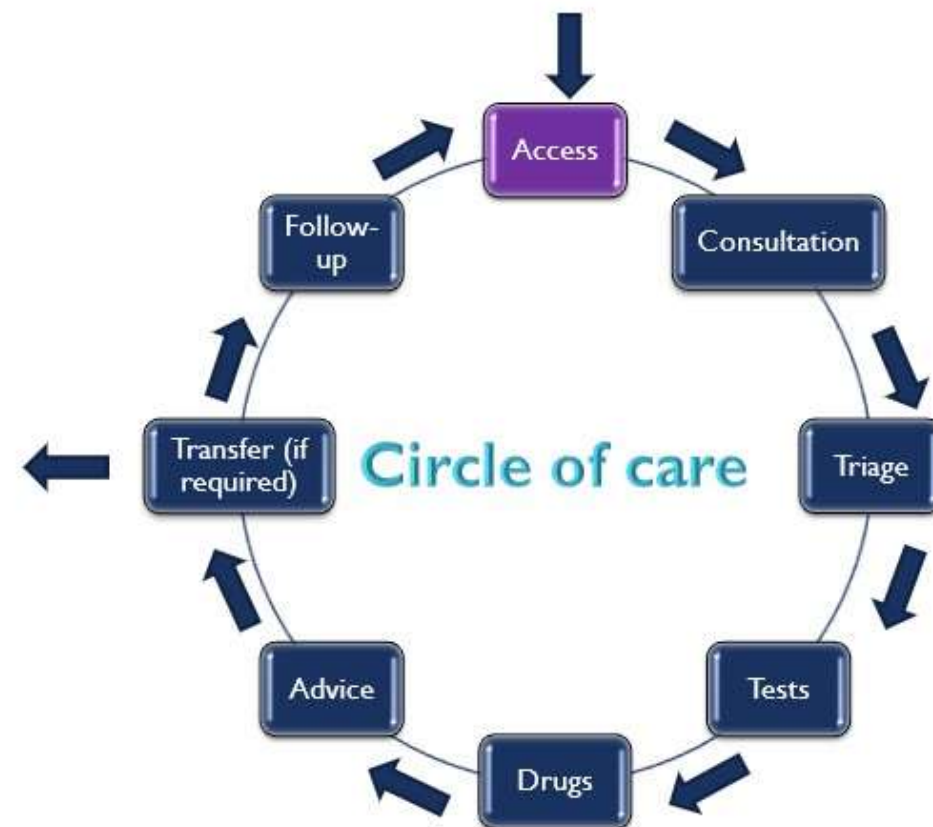 Access
Consultation
Triage
Tests
Drugs
Advice
Transfer (if
required)
Follow-
up
Circle of care